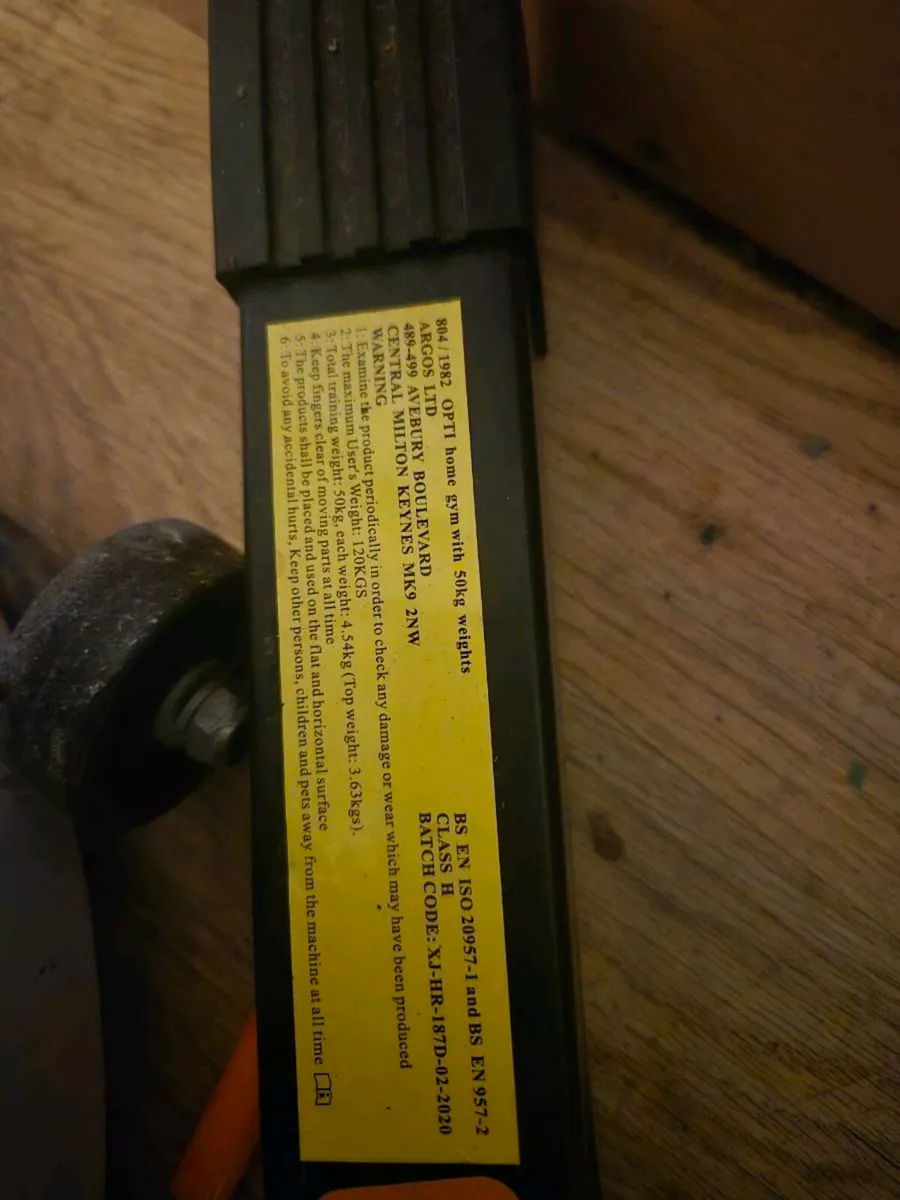 804 / 1982 OPTI home gym with 50kg weights
ARGOS LTD
489-499 AVEBURY BOULEVARD
CENTRAL MILTON KEYNES MK9 2NW
BS EN ISO 20957-1 and BS EN 957-2
CLASS H
BATCH CODE: XJ-HR-187D-02-2020
WARNING
1: Examine the product periodically in order to check any damage or wear which may have been produced
2: The maximum User's Weight: 120KGS
3: Total training weight: 50kg, each weight: 4.54kg (Top weight: 3.63kgs).
4: Keep fingers clear of moving parts at all time
5: The products shall be placed and used on the flat and horizontal surface
6: To avoid any accidental hurts, Keep other persons, children and pets away from the machine at all time